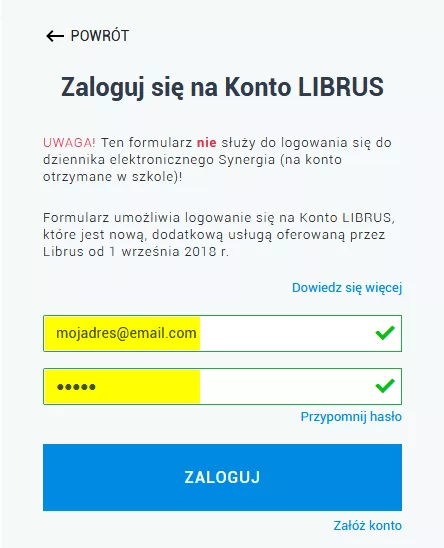 ← POWRÓT
Zaloguj się na Konto LIBRUS
UWAGA! Ten formularz nie służy do logowania się do
dziennika elektronicznego Synergia (na konto
otrzymane w szkole)!
Formularz umożliwia logowanie się na Konto LIBRUS,
które jest nową, dodatkową usługą oferowaną przez
Librus od 1 września 2018 r.
Dowiedz się więcej
mojadres@email.com
•••••
Przypomnij hasło
ZALOGUJ
Załóż konto